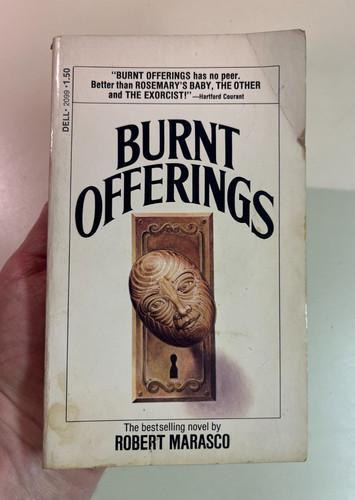 DELL • 2099 • 1.50
"BURNT OFFERINGS has no peer.
Better than ROSEMARY'S BABY, THE OTHER
and THE EXORCIST!" —Hartford Courant
BURNT
OFFERINGS
The bestselling novel by
ROBERT MARASCO